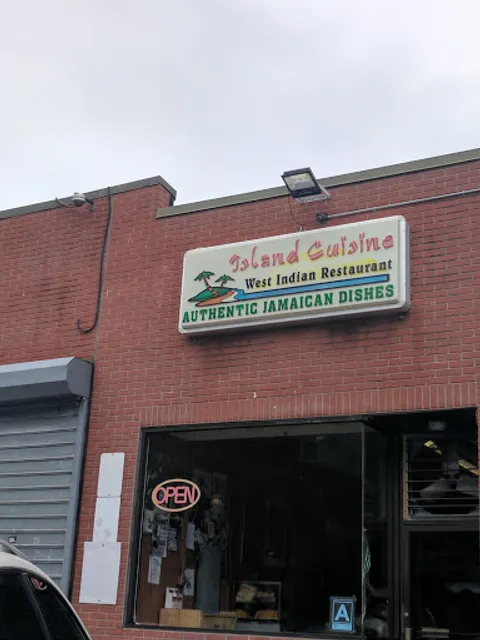 Island Cuisine
West Indian Restaurant
AUTHENTIC JAMAICAN DISHES
OPEN
A